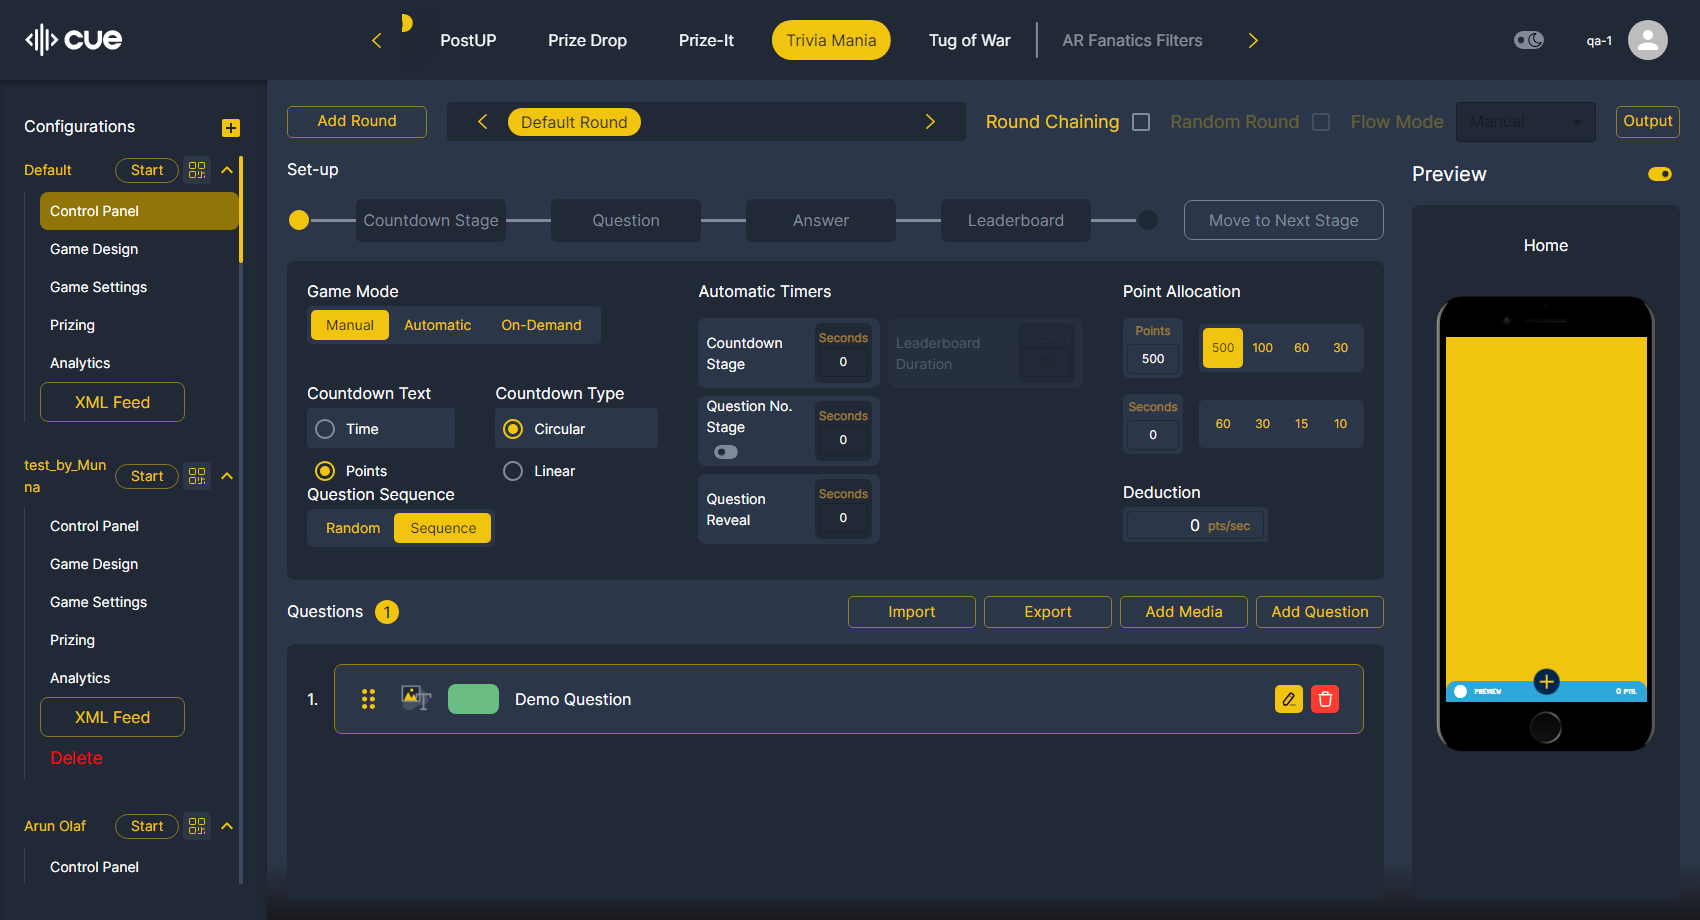 cue
PostUP
Prize Drop
Prize-It
Trivia Mania
Tug of War
AR Fanatics Filters
qa-1
Configurations
Default
Start
Control Panel
Game Design
Game Settings
Prizing
Analytics
XML Feed
test_by_Mun
na
Start
Control Panel
Game Design
Game Settings
Prizing
Analytics
XML Feed
Delete
Arun Olaf
Start
Control Panel
Add Round
Default Round
Round Chaining
Random Round
Flow Mode
Manual
Output
Set-up
Countdown Stage
Question
Answer
Leaderboard
Move to Next Stage
Game Mode
Manual
Automatic
On-Demand
Countdown Text
Time
Points
Countdown Type
Circular
Linear
Question Sequence
Random
Sequence
Automatic Timers
Countdown
Stage
Seconds
0
Leaderboard
Duration
Seconds
10
Question No.
Stage
Seconds
0
Question
Reveal
Seconds
0
Point Allocation
Points
500
500
100
60
30
Seconds
0
60
30
15
10
Deduction
0 pts/sec
Questions 1
Import
Export
Add Media
Add Question
1.
Demo Question
Preview
Home
PREVIEW
0 PTS.